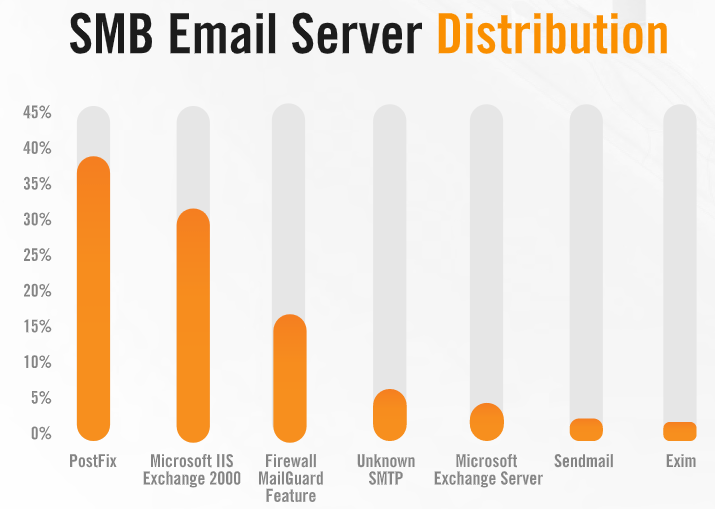 SMB Email Server Distribution
45%
40%
35%
30%
25%
20%
15%
10%
5%
0%
PostFix
Microsoft IIS
Exchange 2000
Firewall
MailGuard
Feature
Unknown
SMTP
Microsoft
Exchange Server
Sendmail
Exim